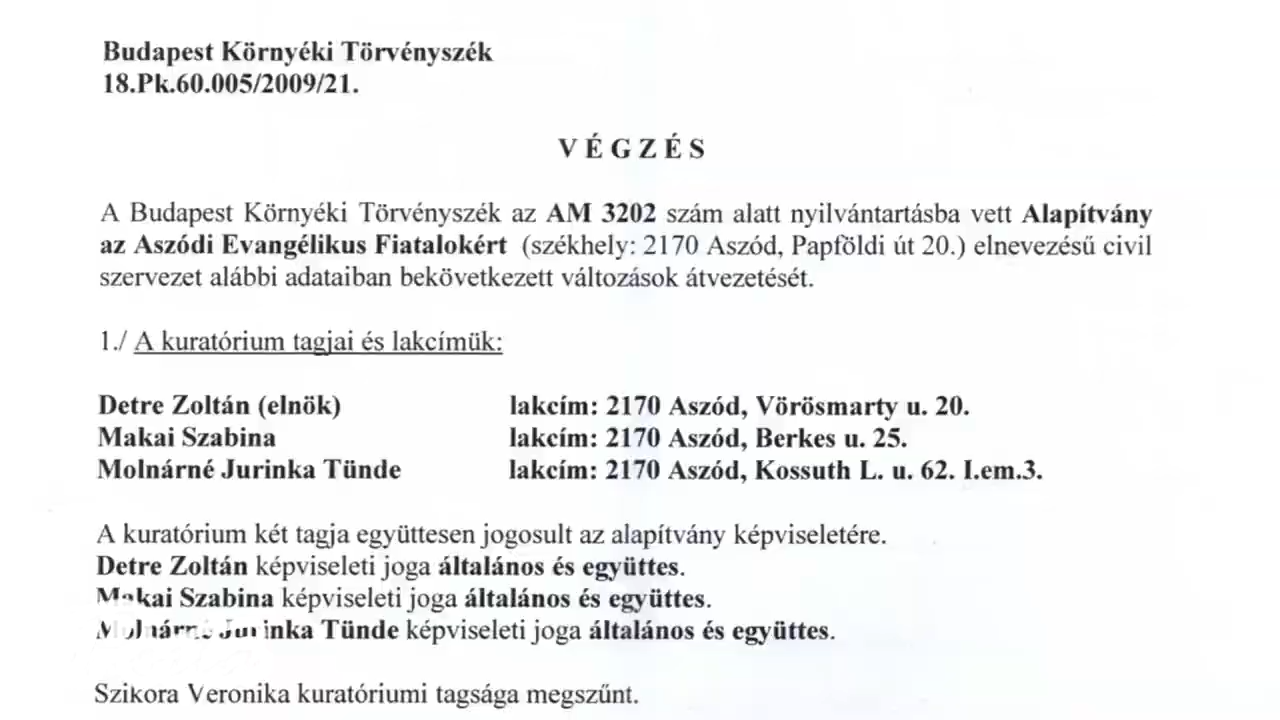 Budapest Környéki Törvényszék
18.Pk.60.005/2009/21.
VÉGZÉS
A Budapest Környéki Törvényszék az AM 3202 szám alatt nyilvántartásba vett Alapítvány
az Aszódi Evangélikus Fiatalokért (székhely: 2170 Aszód, Papföldi út 20.) elnevezésű civil
szervezet alábbi adataiban bekövetkezett változások átvezetését.
1./ A kuratórium tagjai és lakcímük:
Detre Zoltán (elnök) lakcím: 2170 Aszód, Vörösmarty u. 20.
Makai Szabina lakcím: 2170 Aszód, Berkes u. 25.
Molnárné Jurinka Tünde lakcím: 2170 Aszód, Kossuth L. u. 62. I.em.3.
A kuratórium két tagja együttesen jogosult az alapítvány képviseletére.
Detre Zoltán képviseleti joga általános és együttes.
Makai Szabina képviseleti joga általános és együttes.
Molnárné Jurinka Tünde képviseleti joga általános és együttes.
Szikora Veronika kuratóriumi tagsága megszűnt.